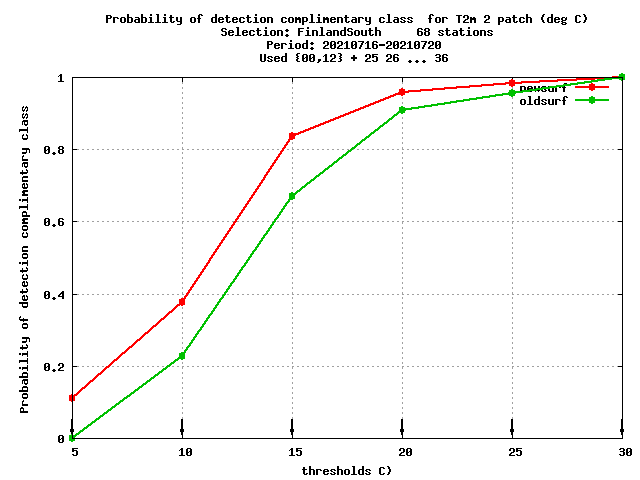 Probability of detection complimentary class  for T2m 2 patch (deg C)
Selection: FinlandSouth     68 stations
Period: 20210716-20210720
Used {00,12} + 25 26 ... 36
Probability of detection complimentary class
1
0.8
0.6
0.4
0.2
0
newsurf
oldsurf
5 10 15 20 25 30
thresholds C)